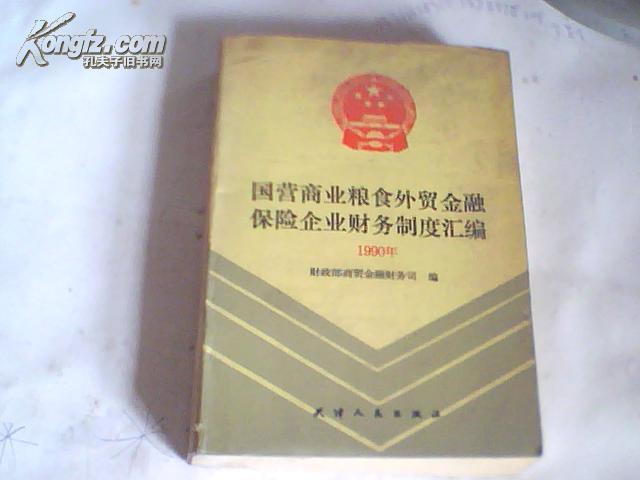 Kongfz.com
孔夫子旧书网
国营商业粮食外贸金融
保险企业财务制度汇编
1990年
财政部商贸金融财务司 编
天津人民出版社